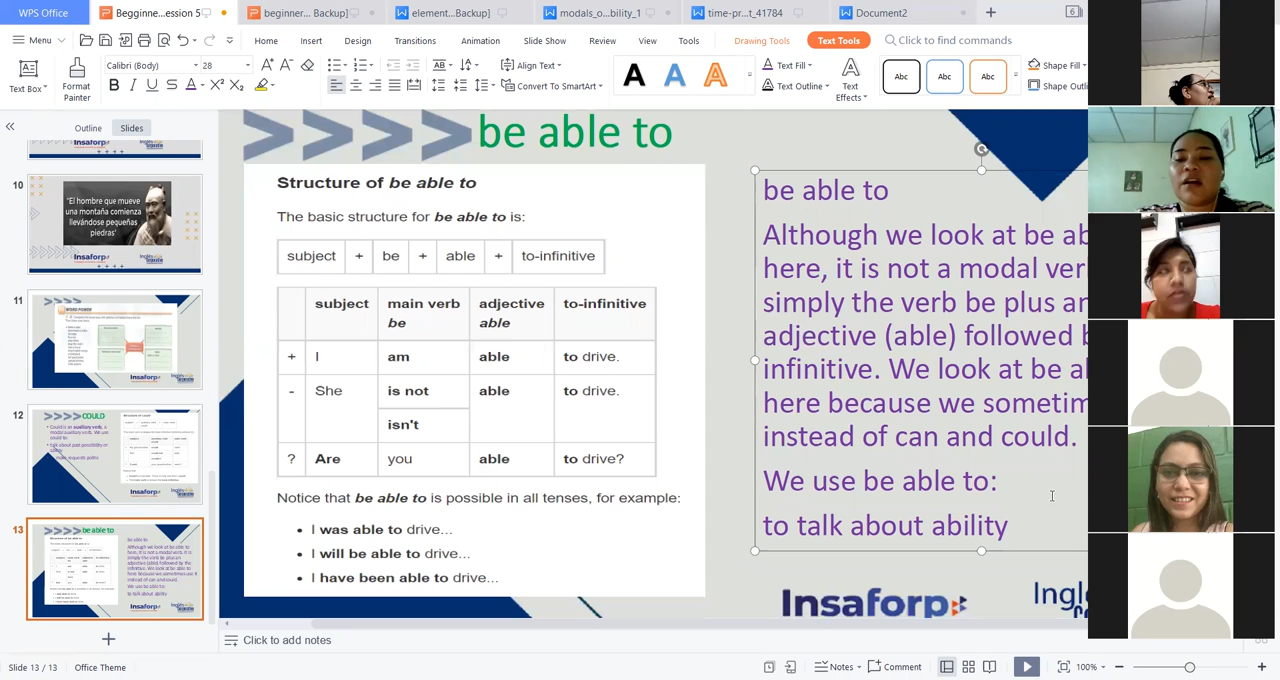 WPS Office
Begginne...ession 5
beginner... Backup]
element...Backup]
modals_o...bility_1
time-pr...t_41784
Document2
6
Menu
Home
Insert
Design
Transitions
Animation
Slide Show
Review
View
Tools
Drawing Tools
Text Tools
Click to find commands
Text Box
Format
Painter
Calibri (Body)
28
Align Text
Convert To SmartArt
Text Fill
Text Outline
Text
Effects
Abc
Abc
Abc
Shape Fill
Shape Outli
Outline
Slides
10
"El hombre que mueve
una montaña comienza
llevándose pequeñas
piedras"
11
WORD POWER
12
COULD
13
be able to
be able to
Structure of be able to
The basic structure for be able to is:
subject + be + able + to-infinitive
subject main verb be adjective able to-infinitive
+ I am able to drive.
- She is not able to drive.
isn't
? Are you able to drive?
Notice that be able to is possible in all tenses, for example:
• I was able to drive...
• I will be able to drive...
• I have been able to drive...
be able to
Although we look at be ab
here, it is not a modal ver
simply the verb be plus an
adjective (able) followed b
infinitive. We look at be al
here because we sometim
instead of can and could.
We use be able to:
to talk about ability
Insaforp
Click to add notes
Slide 13 / 13
Office Theme
Notes
Comment
100%